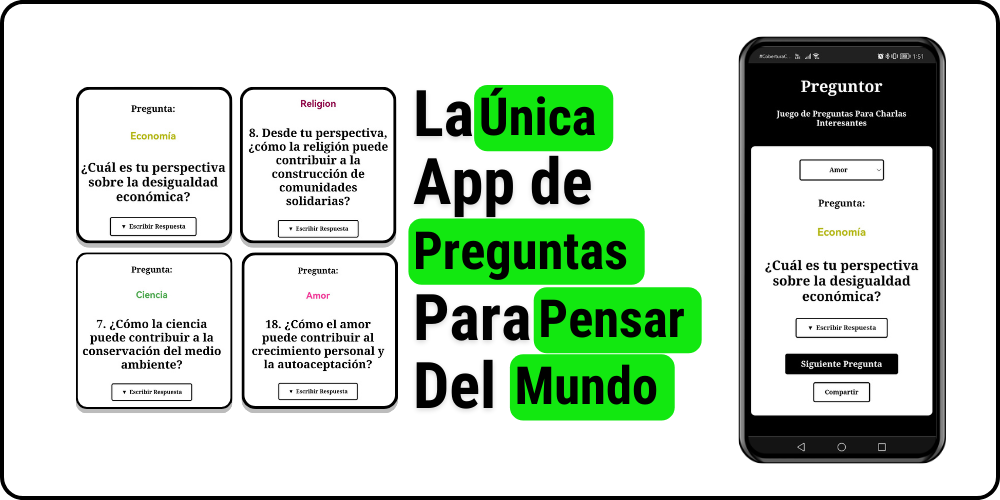 Pregunta:
Economía
¿Cuál es tu perspectiva
sobre la desigualdad
económica?
▼ Escribir Respuesta
Religion
8. Desde tu perspectiva,
¿cómo la religión puede
contribuir a la
construcción de
comunidades
solidarias?
▼ Escribir Respuesta
Pregunta:
Ciencia
7. ¿Cómo la ciencia
puede contribuir a la
conservación del medio
ambiente?
▼ Escribir Respuesta
Pregunta:
Amor
18. ¿Cómo el amor
puede contribuir al
crecimiento personal y
la autoaceptación?
▼ Escribir Respuesta
La Única
App de
Preguntas
Para Pensar
Del Mundo
1:51
Preguntor
Juego de Preguntas Para Charlas
Interesantes
Amor
Pregunta:
Economía
¿Cuál es tu perspectiva
sobre la desigualdad
económica?
▼ Escribir Respuesta
Siguiente Pregunta
Compartir